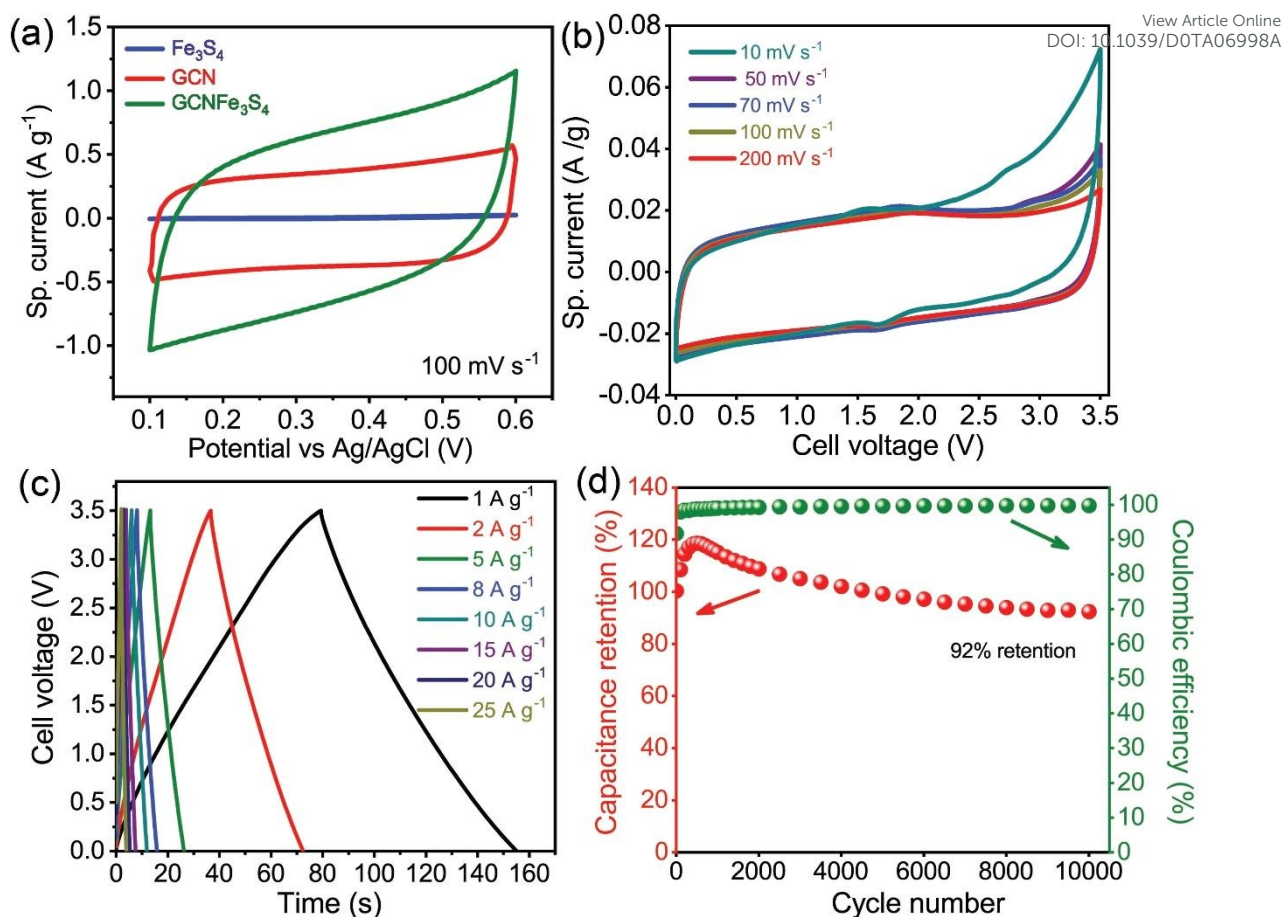 View Article Online
DOI: 10.1039/D0TA06998A
(a)
Fe₃S₄
GCN
GCNFe₃S₄
1.5
1.0
0.5
0.0
-0.5
-1.0
Sp. current (A g⁻¹)
100 mV s⁻¹
0.1 0.2 0.3 0.4 0.5 0.6
Potential vs Ag/AgCl (V)
(b)
10 mV s⁻¹
50 mV s⁻¹
70 mV s⁻¹
100 mV s⁻¹
200 mV s⁻¹
0.08
0.06
0.04
0.02
0.00
-0.02
-0.04
Sp. current (A /g)
0.0 0.5 1.0 1.5 2.0 2.5 3.0 3.5
Cell voltage (V)
(c)
1 A g⁻¹
2 A g⁻¹
5 A g⁻¹
8 A g⁻¹
10 A g⁻¹
15 A g⁻¹
20 A g⁻¹
25 A g⁻¹
3.5
3.0
2.5
2.0
1.5
1.0
0.5
0.0
Cell voltage (V)
0 20 40 60 80 100 120 140 160
Time (s)
(d)
140
120
100
80
60
40
20
0
Capacitance retention (%)
92% retention
100
90
80
70
60
50
40
30
20
10
0
Coulombic efficiency (%)
0 2000 4000 6000 8000 10000
Cycle number